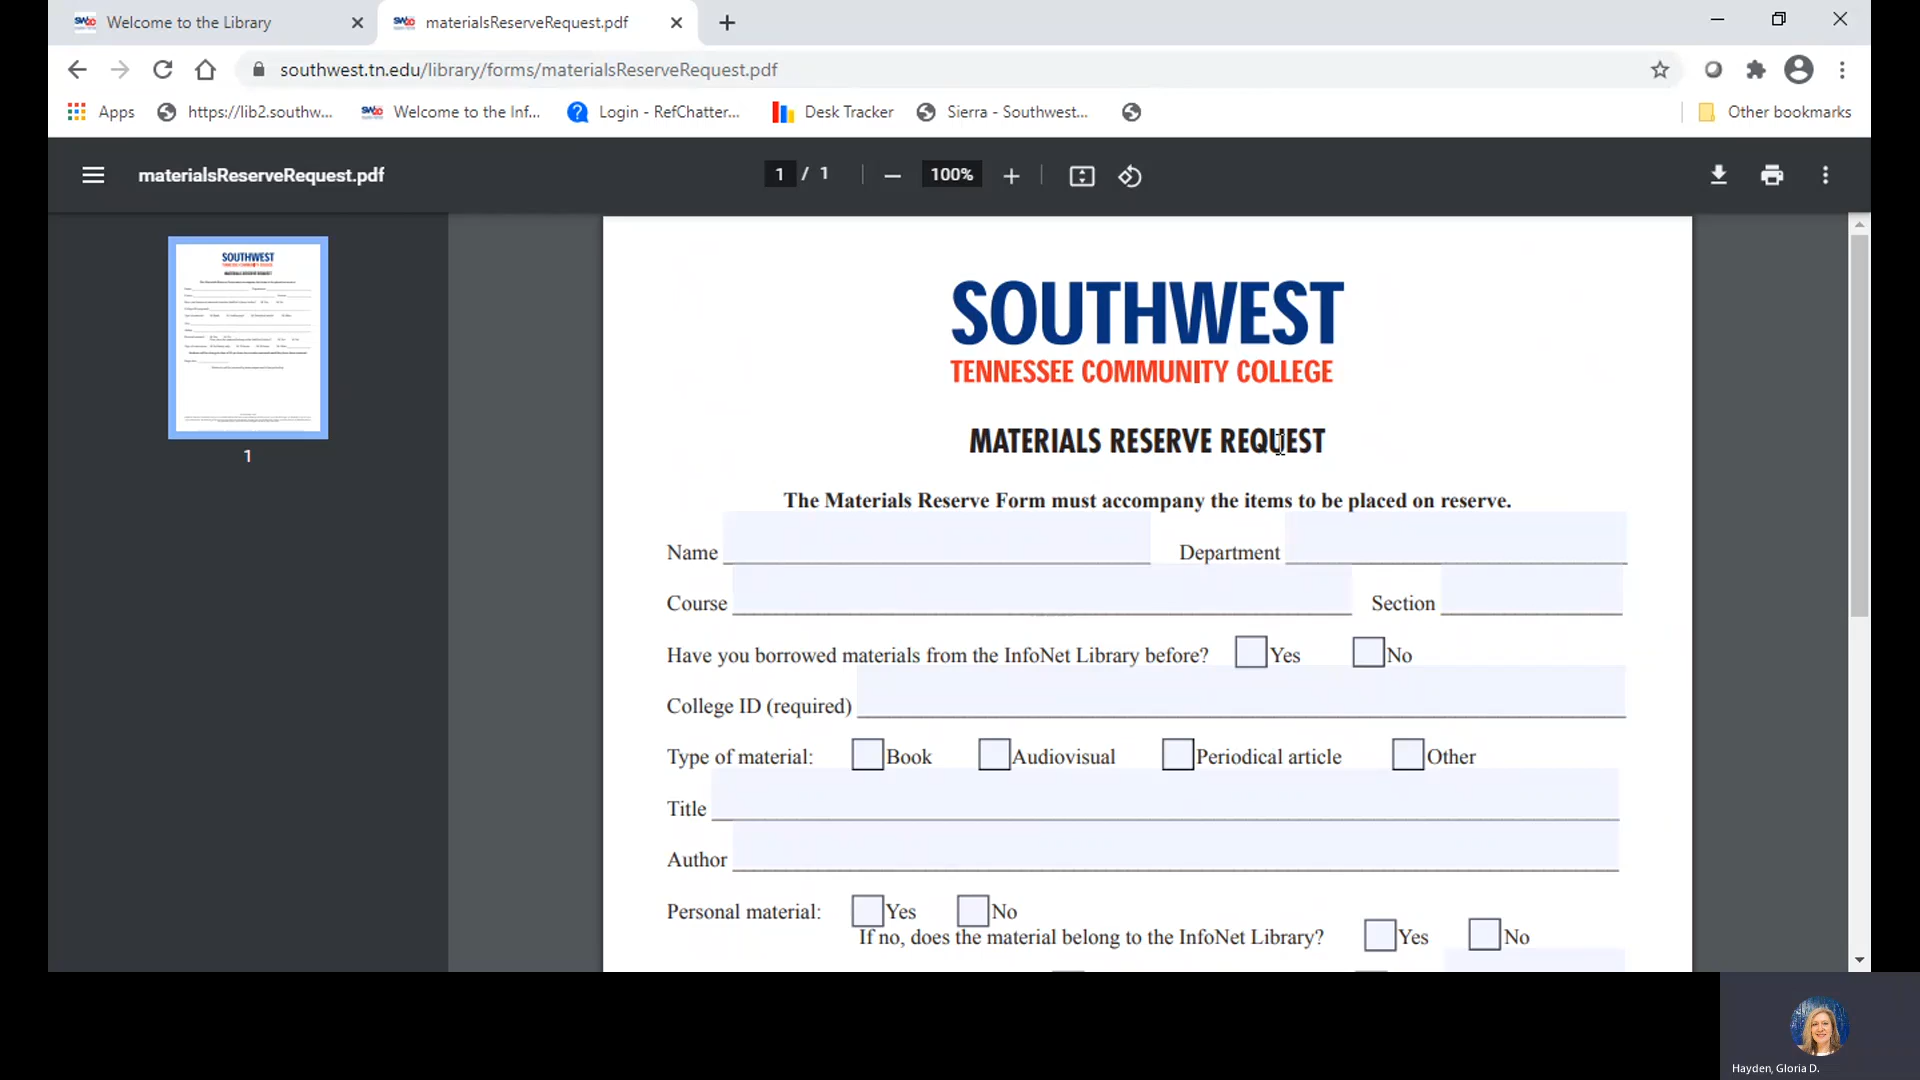 Welcome to the Library
materialsReserveRequest.pdf
southwest.tn.edu/library/forms/materialsReserveRequest.pdf
Apps
https://lib2.southw...
Welcome to the Inf...
Login - RefChatter...
Desk Tracker
Sierra - Southwest...
Other bookmarks
materialsReserveRequest.pdf
1 / 1
100%
1
SOUTHWEST
TENNESSEE COMMUNITY COLLEGE
MATERIALS RESERVE REQUEST
The Materials Reserve Form must accompany the items to be placed on reserve.
Name Department
Course Section
Have you borrowed materials from the InfoNet Library before? Yes No
College ID (required)
Type of material: Book Audiovisual Periodical article Other
Title
Author
Personal material: Yes No
If no, does the material belong to the InfoNet Library? Yes No
Hayden, Gloria D.